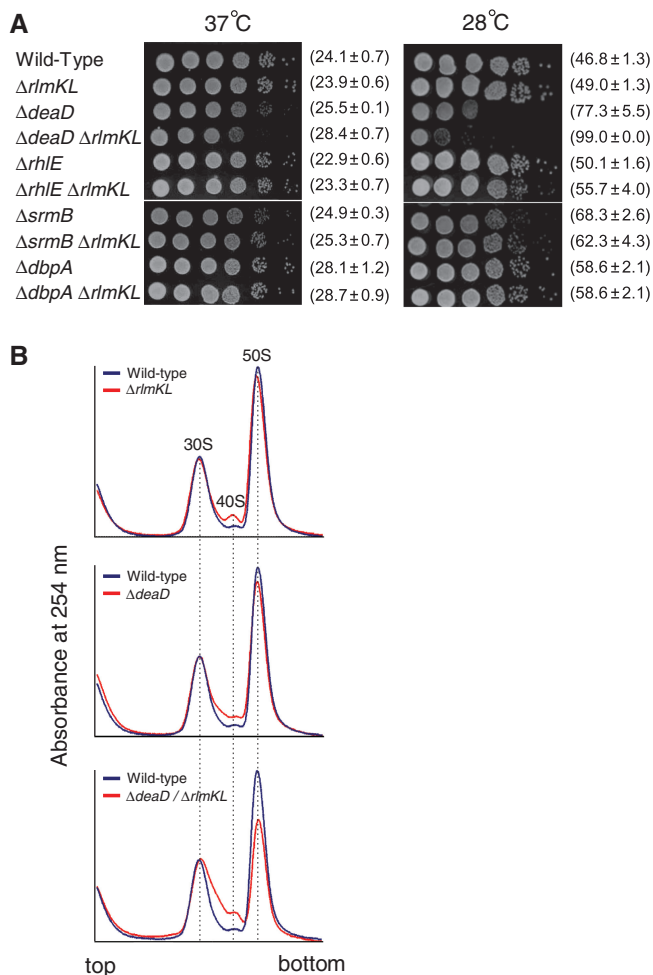 A
37°C
28°C
Wild-Type (24.1±0.7) (46.8±1.3)
ΔrlmKL (23.9±0.6) (49.0±1.3)
ΔdeaD (25.5±0.1) (77.3±5.5)
ΔdeaD ΔrlmKL (28.4±0.7) (99.0±0.0)
ΔrhlE (22.9±0.6) (50.1±1.6)
ΔrhlE ΔrlmKL (23.3±0.7) (55.7±4.0)
ΔsrmB (24.9±0.3) (68.3±2.6)
ΔsrmB ΔrlmKL (25.3±0.7) (62.3±4.3)
ΔdbpA (28.1±1.2) (58.6±2.1)
ΔdbpA ΔrlmKL (28.7±0.9) (58.6±2.1)
B
Wild-type
ΔrlmKL
30S
40S
50S
Wild-type
ΔdeaD
Wild-type
ΔdeaD / ΔrlmKL
Absorbance at 254 nm
top
bottom